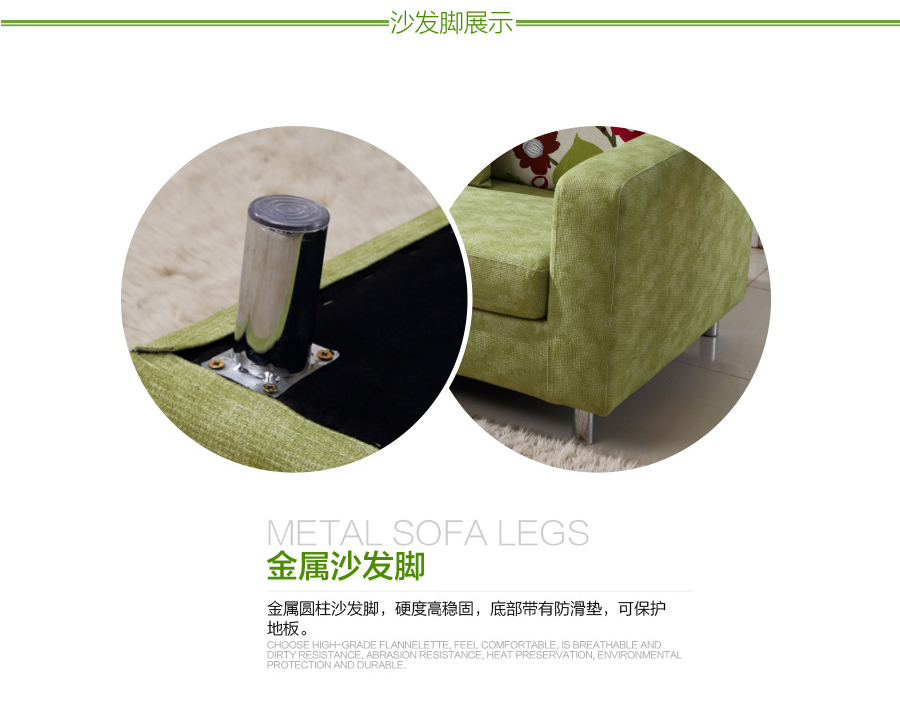 沙发脚展示
METAL SOFA LEGS
金属沙发脚
金属圆柱沙发脚，硬度高稳固，底部带有防滑垫，可保护
地板。
CHOOSE HIGH-GRADE FLANNELETTE, FEEL COMFORTABLE, IS BREATHABLE AND
DIRTY RESISTANCE, ABRASION RESISTANCE, HEAT PRESERVATION, ENVIRONMENTAL
PROTECTION AND DURABLE.